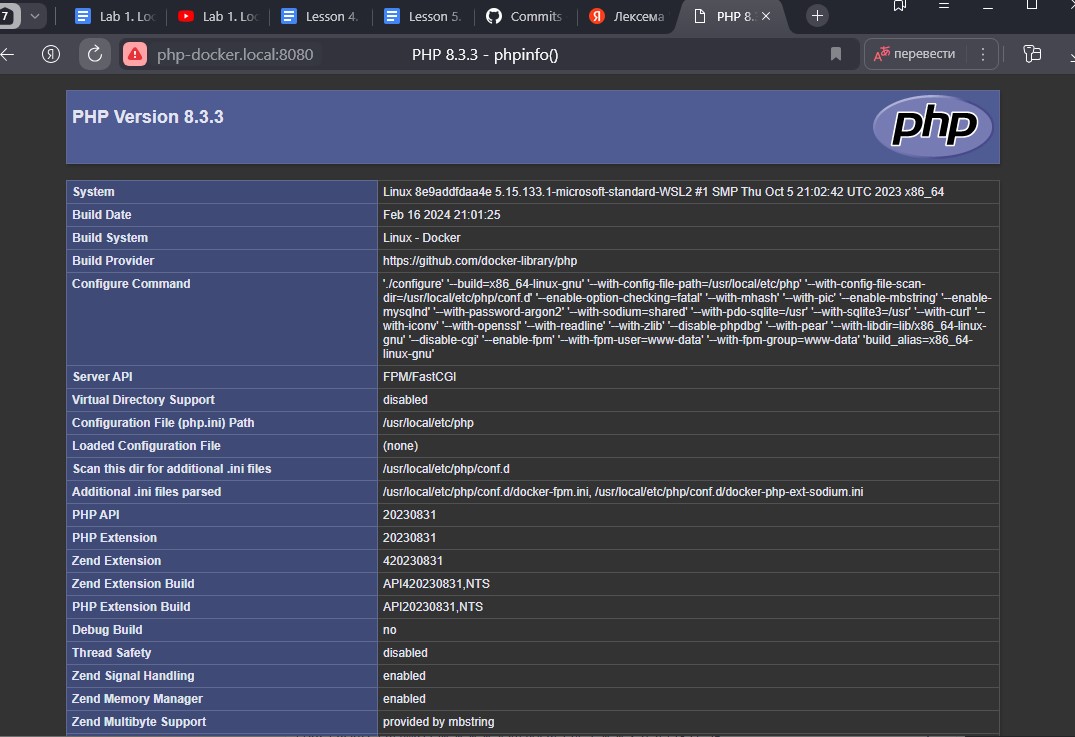 7
Lab 1. Loc
Lab 1. Loc
Lesson 4.
Lesson 5.
Commits
Лексема
PHP 8.
php-docker.local:8080
PHP 8.3.3 - phpinfo()
перевести
PHP Version 8.3.3
php
System Linux 8e9addfdaa4e 5.15.133.1-microsoft-standard-WSL2 #1 SMP Thu Oct 5 21:02:42 UTC 2023 x86_64
Build Date Feb 16 2024 21:01:25
Build System Linux - Docker
Build Provider https://github.com/docker-library/php
Configure Command './configure' '--build=x86_64-linux-gnu' '--with-config-file-path=/usr/local/etc/php' '--with-config-file-scan-
dir=/usr/local/etc/php/conf.d' '--enable-option-checking=fatal' '--with-mhash' '--with-pic' '--enable-mbstring' '--enable-
mysqlnd' '--with-password-argon2' '--with-sodium=shared' '--with-pdo-sqlite=/usr' '--with-sqlite3=/usr' '--with-curl' '--
with-iconv' '--with-openssl' '--with-readline' '--with-zlib' '--disable-phpdbg' '--with-pear' '--with-libdir=lib/x86_64-linux-
gnu' '--disable-cgi' '--enable-fpm' '--with-fpm-user=www-data' '--with-fpm-group=www-data' 'build_alias=x86_64-
linux-gnu'
Server API FPM/FastCGI
Virtual Directory Support disabled
Configuration File (php.ini) Path /usr/local/etc/php
Loaded Configuration File (none)
Scan this dir for additional .ini files /usr/local/etc/php/conf.d
Additional .ini files parsed /usr/local/etc/php/conf.d/docker-fpm.ini, /usr/local/etc/php/conf.d/docker-php-ext-sodium.ini
PHP API 20230831
PHP Extension 20230831
Zend Extension 420230831
Zend Extension Build API420230831,NTS
PHP Extension Build API20230831,NTS
Debug Build no
Thread Safety disabled
Zend Signal Handling enabled
Zend Memory Manager enabled
Zend Multibyte Support provided by mbstring